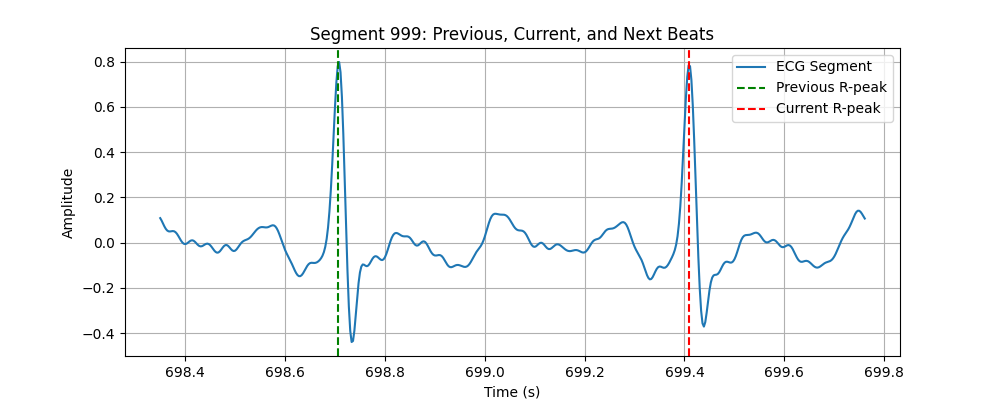 Segment 999: Previous, Current, and Next Beats
ECG Segment
Previous R-peak
Current R-peak
Amplitude
0.8
0.6
0.4
0.2
0.0
−0.2
−0.4
698.4 698.6 698.8 699.0 699.2 699.4 699.6 699.8
Time (s)